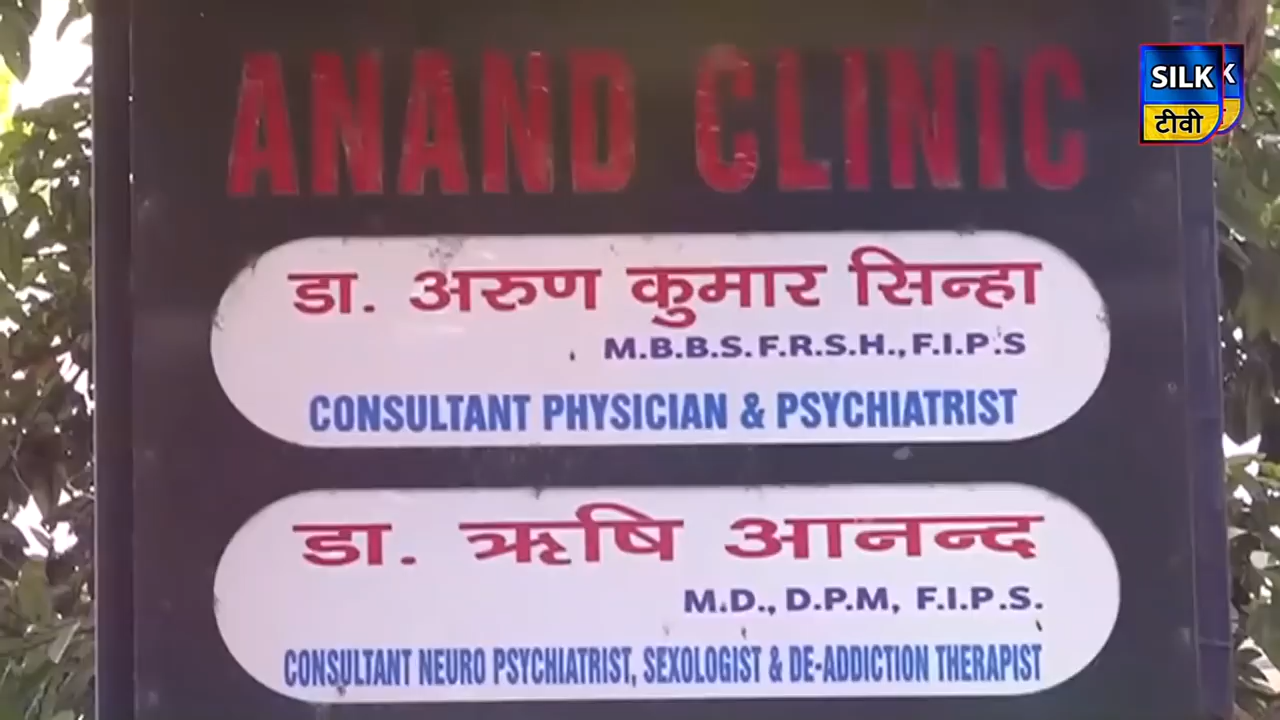 ANAND CLINIC
SILK
K
टीवी
डा. अरुण कुमार सिन्हा
M.B.B.S. F.R.S.H., F.I.P.S
CONSULTANT PHYSICIAN & PSYCHIATRIST
डा. ऋषि आनन्द
M.D., D.P.M, F.I.P.S.
CONSULTANT NEURO PSYCHIATRIST, SEXOLOGIST & DE-ADDICTION THERAPIST